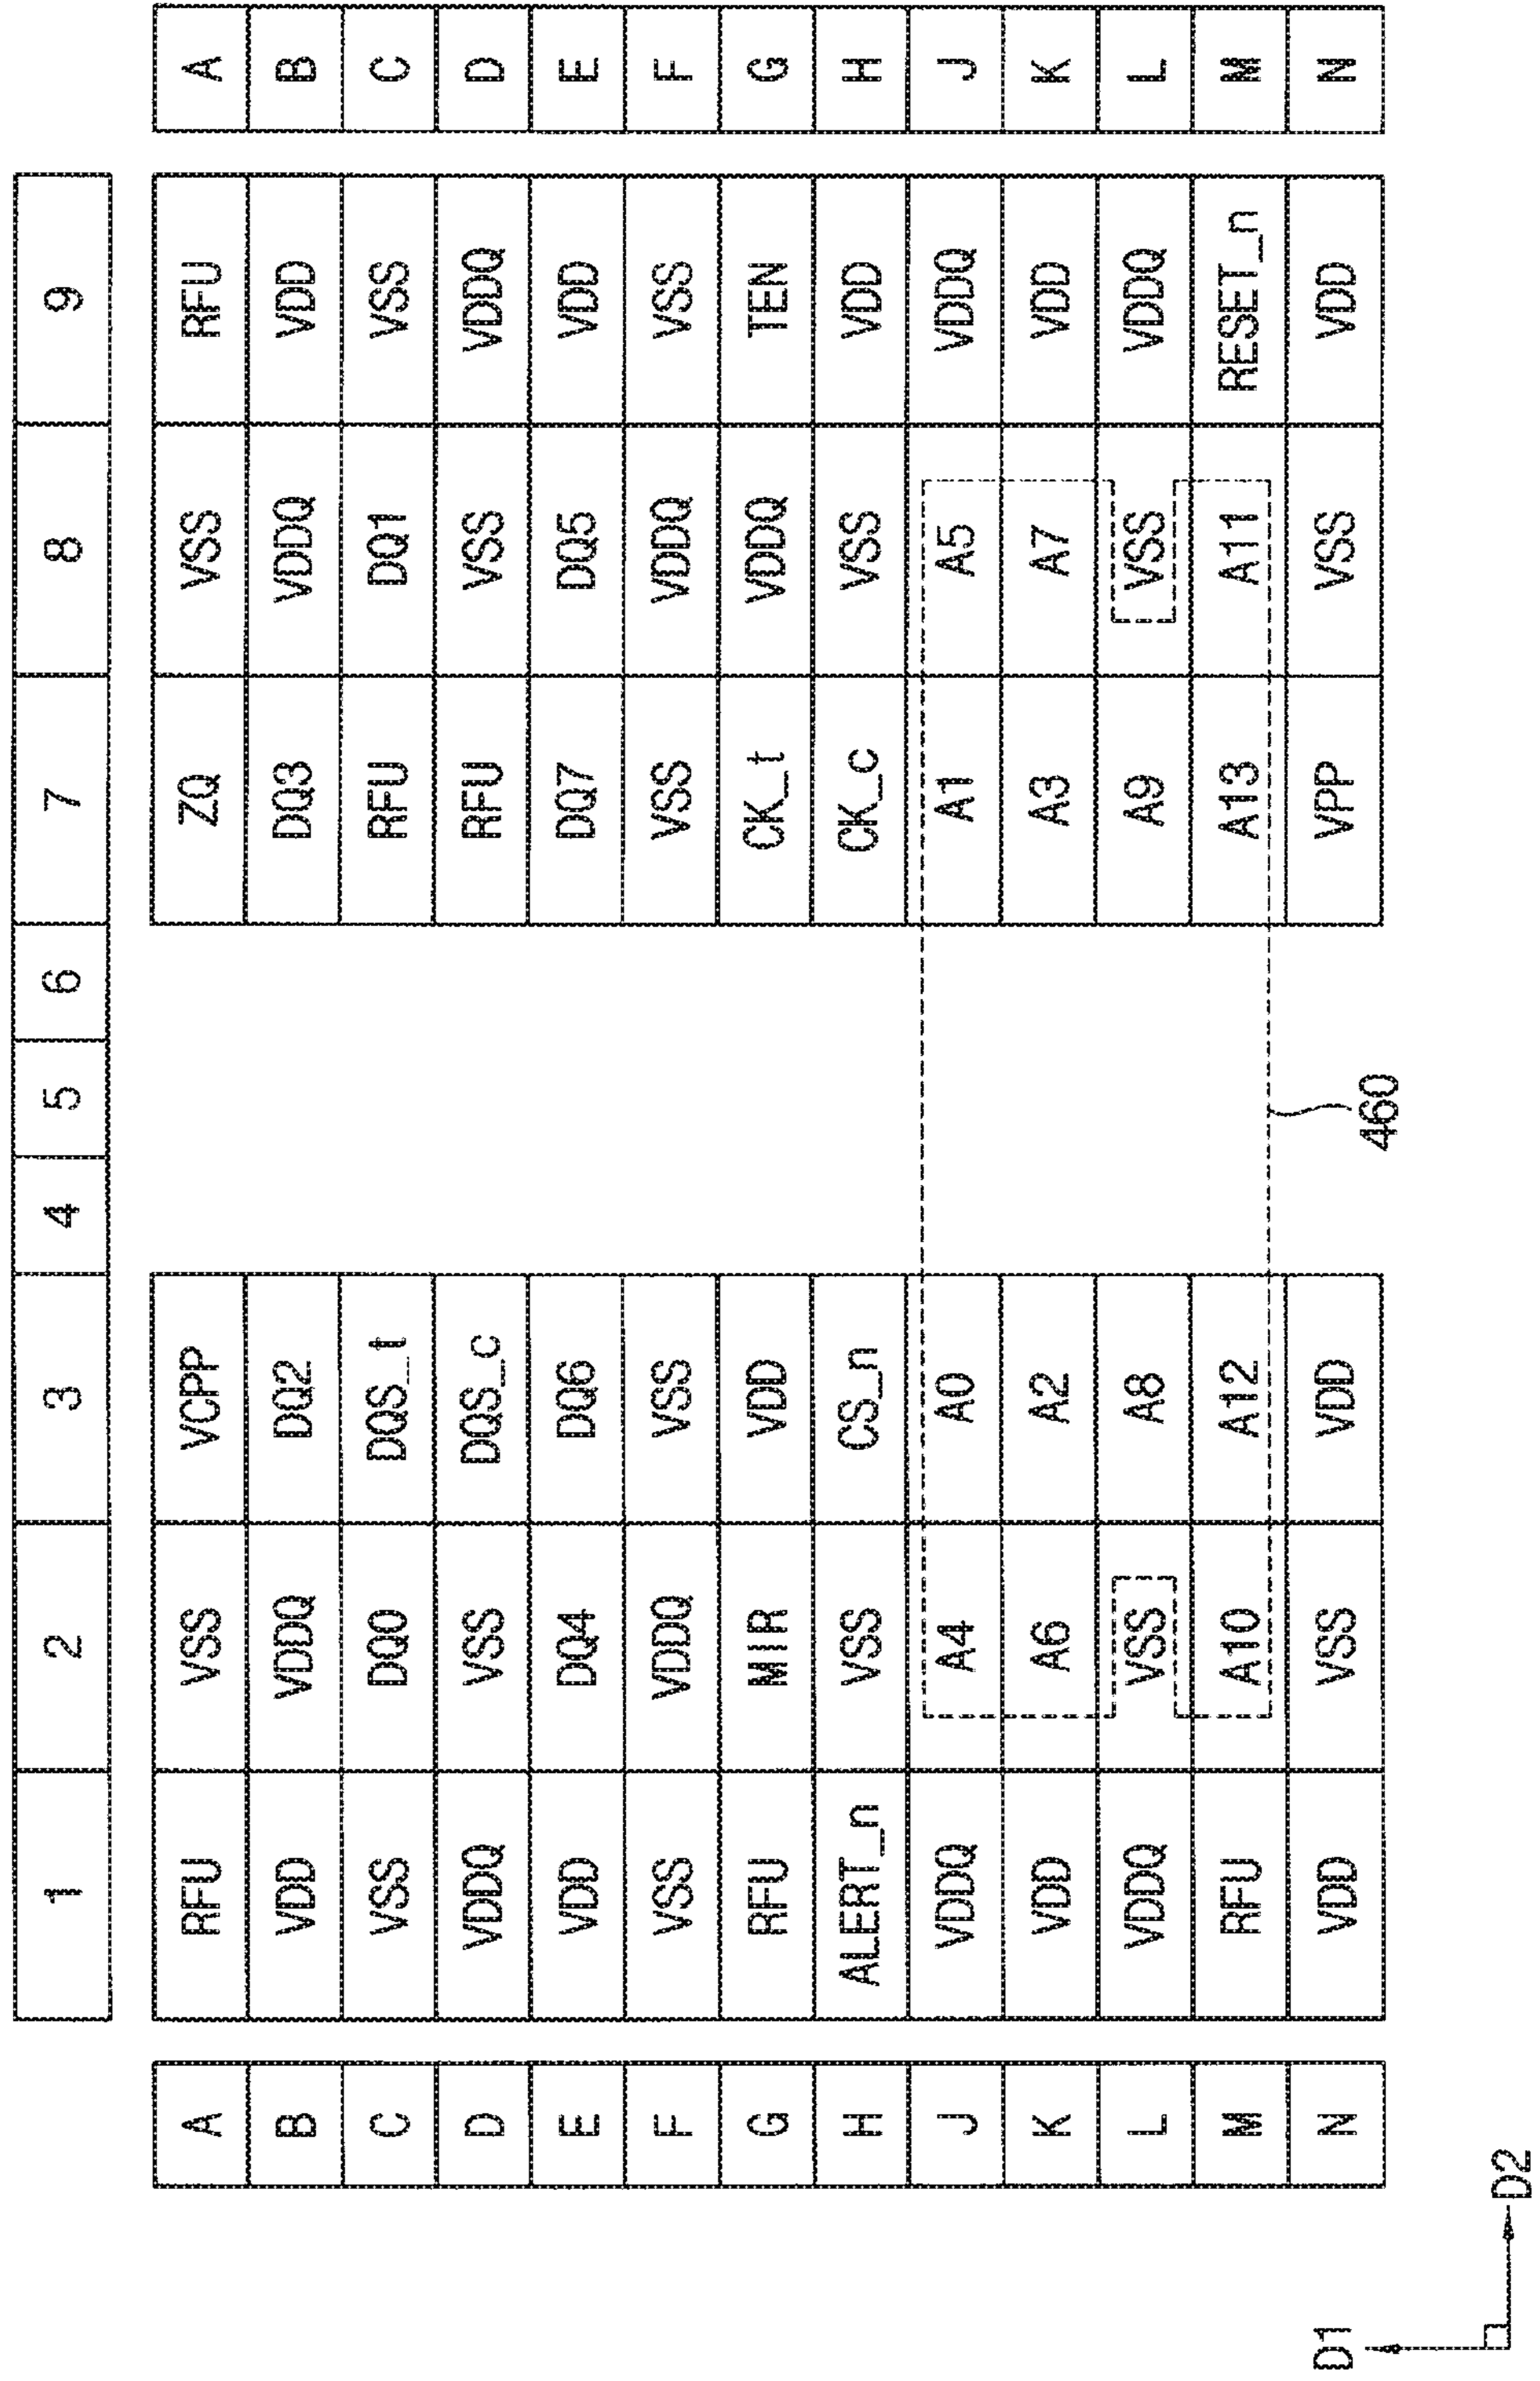 1 2 3 4 5 6 7 8 9
A RFU VSS VCPP ZQ VSS RFU A
B VDD VDDQ DQ2 DQ3 VDDQ VDD B
C VSS DQ0 DQS_t RFU DQ1 VSS C
D VDDQ VSS DQS_c RFU VSS VDDQ D
E VDD DQ4 DQ6 DQ7 DQ5 VDD E
F VSS VDDQ VSS VSS VDDQ VSS F
G RFU MIR VDD CK_t VDDQ TEN G
H ALERT_n VSS CS_n CK_c VSS VDD H
J VDDQ A4 A0 A1 A5 VDDQ J
K VDD A6 A2 A3 A7 VDD K
L VDDQ VSS A8 A9 VSS VDDQ L
M RFU A10 A12 A13 A11 RESET_n M
N VDD VSS VDD VPP VSS VDD N
460
D1
D2